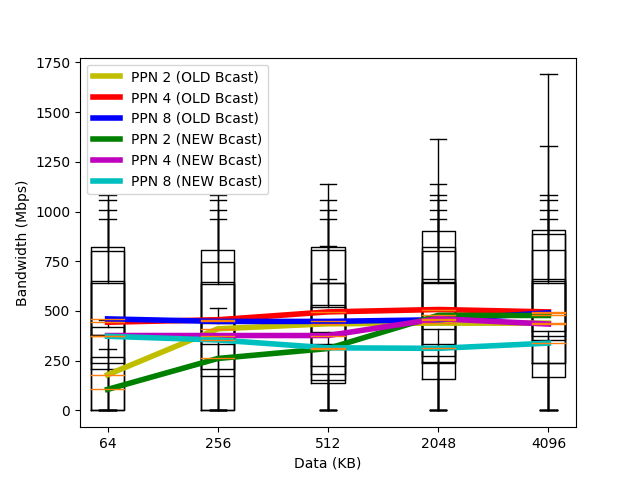 1750
1500
1250
1000
750
500
250
0
Bandwidth (Mbps)
PPN 2 (OLD Bcast)
PPN 4 (OLD Bcast)
PPN 8 (OLD Bcast)
PPN 2 (NEW Bcast)
PPN 4 (NEW Bcast)
PPN 8 (NEW Bcast)
64
256
512
2048
4096
Data (KB)